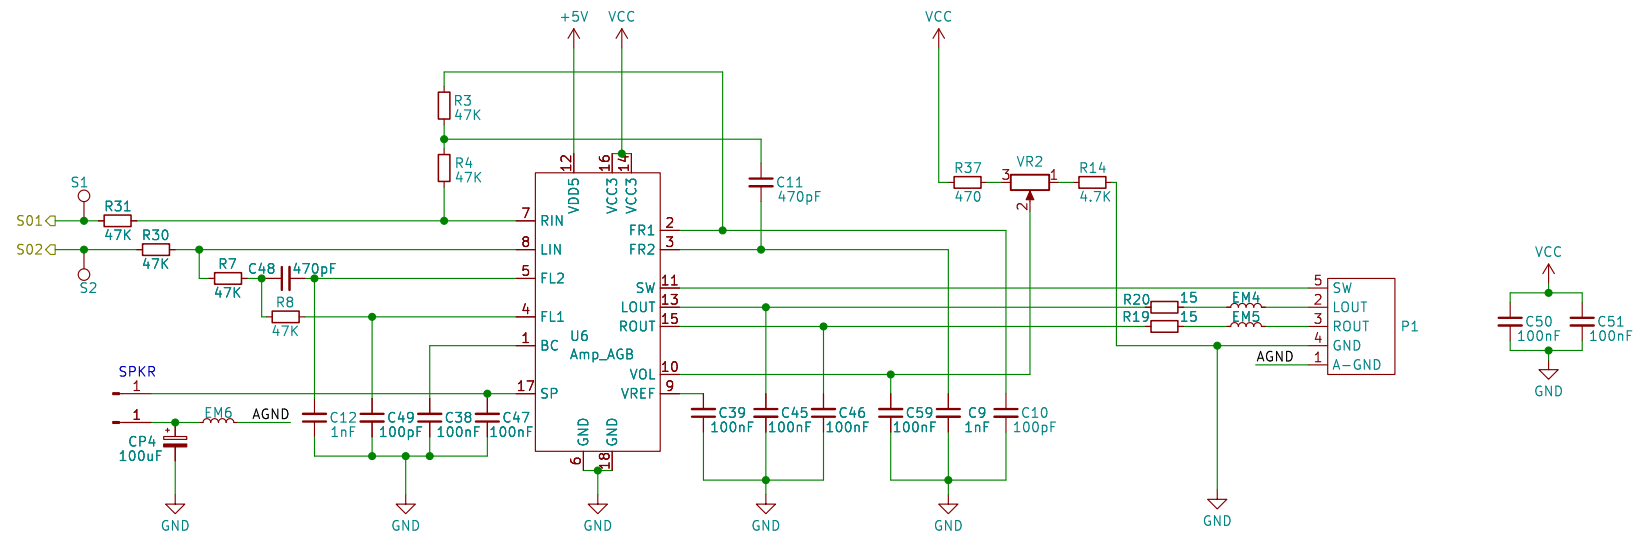 +5V
VCC
VCC
R3
47K
R4
47K
S1
S01
R31
47K
S02
R30
47K
S2
R7
47K
C48
470pF
R8
47K
12
16
14
VDD5
VCC3
VCC3
7
RIN
8
LIN
5
FL2
4
FL1
1
BC
17
SP
U6
Amp_AGB
FR1
2
FR2
3
SW
11
LOUT
13
ROUT
15
VOL
10
VREF
9
GND
GND
6
18
GND
C11
470pF
R37
470
VR2
3
1
2
R14
4.7K
R20
15
R19
15
EM4
EM5
5
SW
2
LOUT
3
ROUT
4
GND
1
A-GND
P1
AGND
VCC
C50
100nF
C51
100nF
GND
SPKR
1
1
EM6
AGND
CP4
100uF
+
GND
C12
1nF
C49
100pF
C38
100nF
C47
100nF
GND
C39
100nF
C45
100nF
C46
100nF
GND
C59
100nF
C9
1nF
C10
100pF
GND
GND